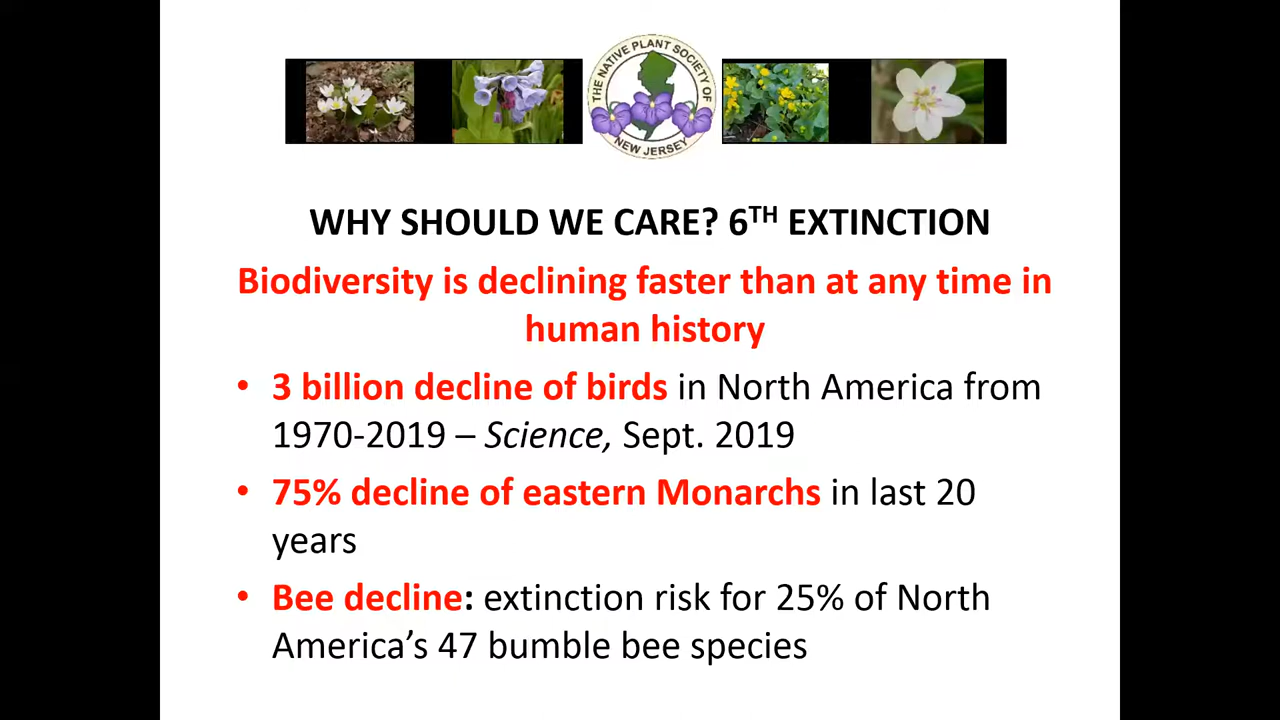 THE NATIVE PLANT SOCIETY OF
NEW JERSEY
WHY SHOULD WE CARE? 6TH EXTINCTION
Biodiversity is declining faster than at any time in
human history
• 3 billion decline of birds in North America from
1970-2019 – Science, Sept. 2019
• 75% decline of eastern Monarchs in last 20
years
• Bee decline: extinction risk for 25% of North
America’s 47 bumble bee species